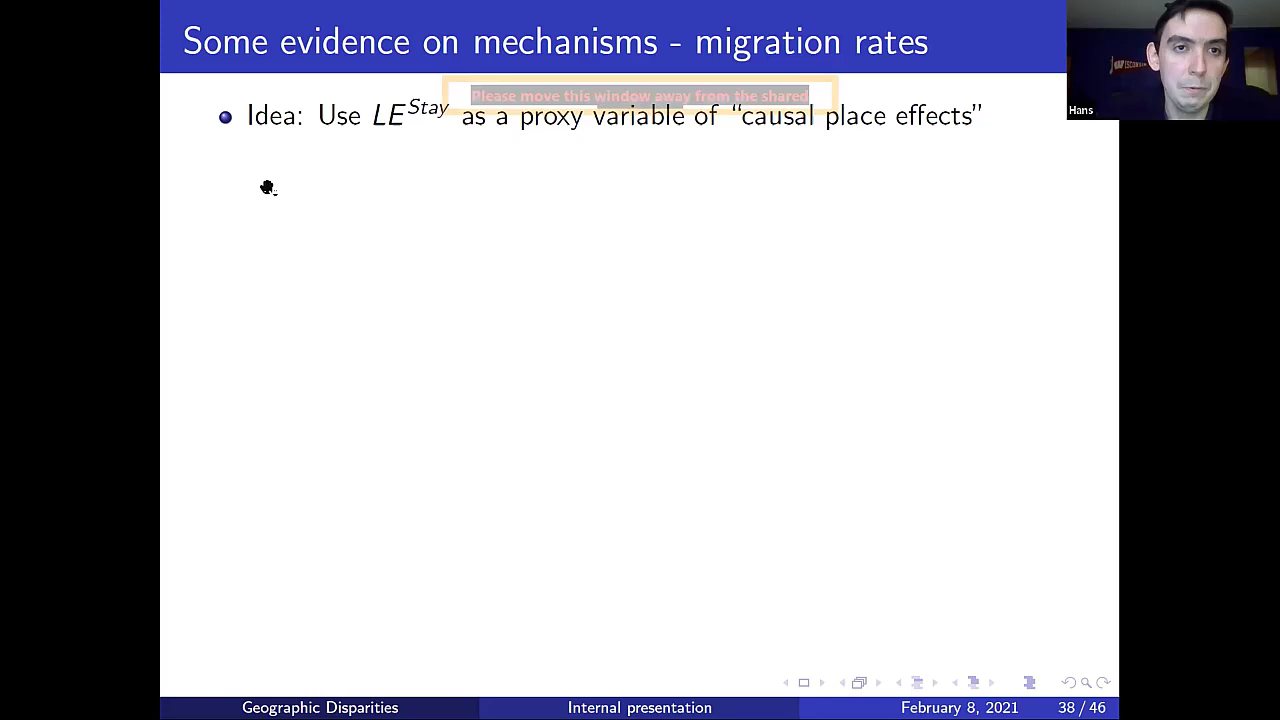 Some evidence on mechanisms - migration rates
Please move this window away from the shared
Idea: Use LE^Stay as a proxy variable of “causal place effects”
Hans
Geographic Disparities
Internal presentation
February 8, 2021
38 / 46